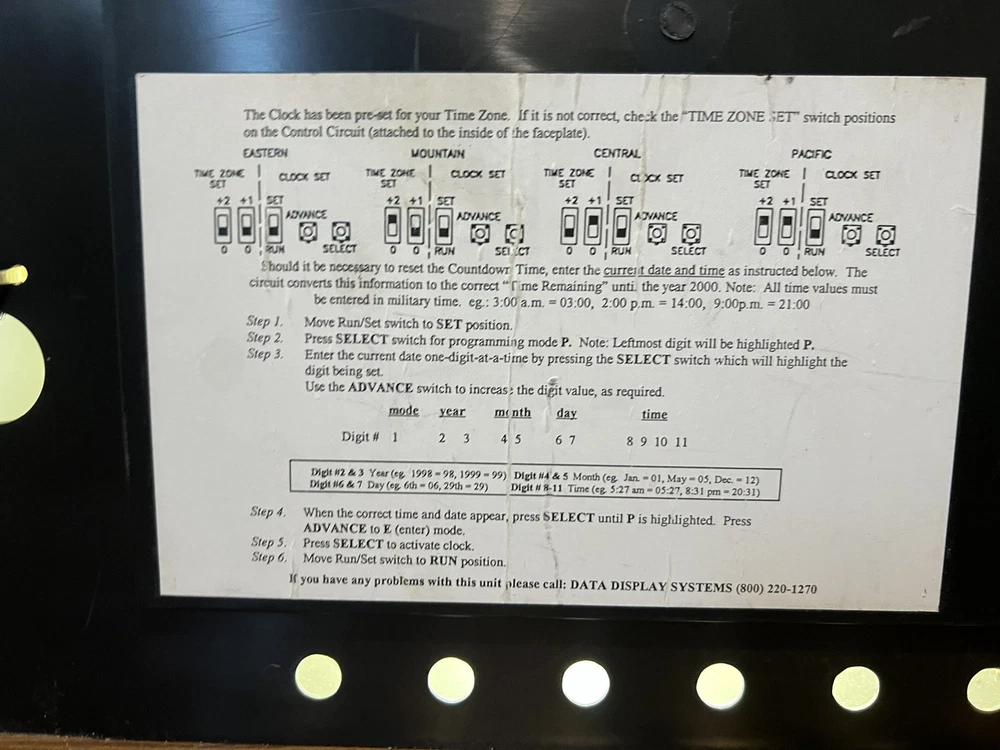 The Clock has been pre-set for your Time Zone. If it is not correct, check the "TIME ZONE SET" switch positions
on the Control Circuit (attached to the inside of the faceplate).
EASTERN MOUNTAIN CENTRAL PACIFIC
TIME ZONE SET CLOCK SET TIME ZONE SET CLOCK SET TIME ZONE SET CLOCK SET TIME ZONE SET CLOCK SET
+2 +1 SET +2 +1 SET +2 +1 SET +2 +1 SET
ADVANCE ADVANCE ADVANCE ADVANCE
0 0 RUN SELECT 0 0 RUN SELECT 0 0 RUN SELECT 0 0 RUN SELECT
Should it be necessary to reset the Countdown Time, enter the current date and time as instructed below. The
circuit converts this information to the correct "Time Remaining" until the year 2000. Note: All time values must
be entered in military time. eg.: 3:00 a.m. = 03:00, 2:00 p.m. = 14:00, 9:00p.m. = 21:00
Step 1. Move Run/Set switch to SET position.
Step 2. Press SELECT switch for programming mode P. Note: Leftmost digit will be highlighted P.
Step 3. Enter the current date one-digit-at-a-time by pressing the SELECT switch which will highlight the
digit being set.
Use the ADVANCE switch to increase the digit value, as required.
mode year month day time
Digit # 1 2 3 4 5 6 7 8 9 10 11
Digit #2 & 3 Year (eg. 1998 = 98, 1999 = 99) Digit #4 & 5 Month (eg. Jan. = 01, May = 05, Dec. = 12)
Digit #6 & 7 Day (eg. 6th = 06, 29th = 29) Digit # 8-11 Time (eg. 5:27 am = 05:27, 8:31 pm = 20:31)
Step 4. When the correct time and date appear, press SELECT until P is highlighted. Press
ADVANCE to E (enter) mode.
Step 5. Press SELECT to activate clock.
Step 6. Move Run/Set switch to RUN position.
If you have any problems with this unit please call: DATA DISPLAY SYSTEMS (800) 220-1270